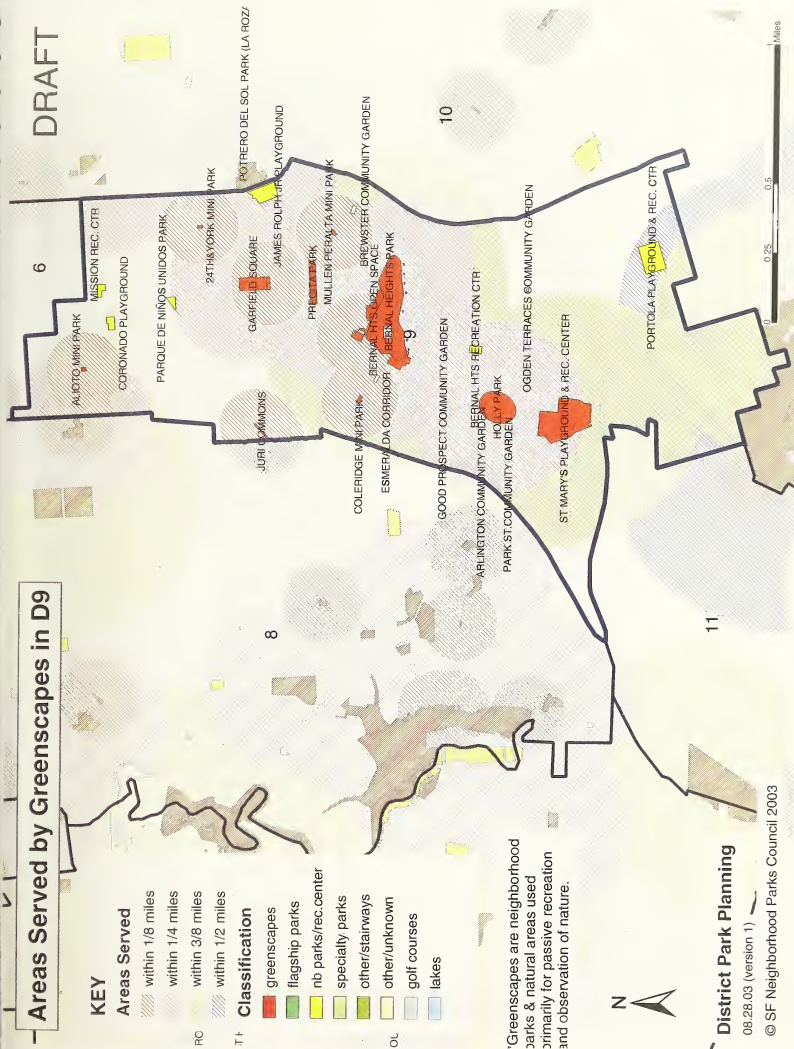 Areas Served by Greenscapes in D9
DRAFT
KEY
Areas Served
within 1/8 miles
within 1/4 miles
within 3/8 miles
within 1/2 miles
Classification
greenscapes
flagship parks
nb parks/rec.center
specialty parks
other/stairways
other/unknown
golf courses
lakes
RC
OL
"Greenscapes are neighborhood
parks & natural areas used
primarily for passive recreation
and observation of nature.
N
District Park Planning
08.28.03 (version 1)
© SF Neighborhood Parks Council 2003
6
8
9
10
11
ALIOTO MINI PARK
MISSION REC. CTR
CORONADO PLAYGROUND
PARQUE DE NIÑOS UNIDOS PARK
24TH&YORK MINI PARK
POTRERO DEL SOL PARK (LA ROZA
GARFIELD SQUARE
JAMES ROLPH JR PLAYGROUND
JURI COMMONS
PRECITA PARK
MULLEN PERALTA MINI PARK
BREWSTER COMMUNITY GARDEN
BERNAL HTS OPEN SPACE
BERNAL HEIGHTS PARK
COLERIDGE MINI PARK
ESMERALDA CORRIDOR
GOOD PROSPECT COMMUNITY GARDEN
BERNAL HTS RECREATION CTR
ARLINGTON COMMUNITY GARDEN
HOLLY PARK
PARK ST.COMMUNITY GARDEN
OGDEN TERRACES COMMUNITY GARDEN
ST MARY'S PLAYGROUND & REC. CENTER
PORTOLA PLAYGROUND & REC. CTR
0
0.25
0.5
1
Miles